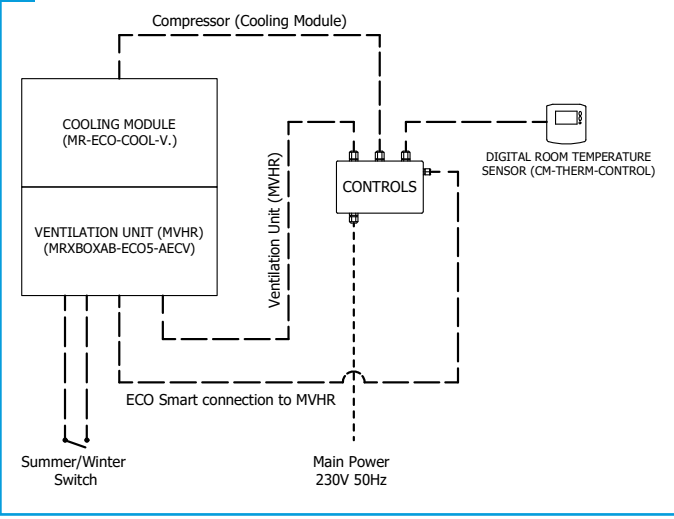 Compressor (Cooling Module)
COOLING MODULE
(MR-ECO-COOL-V.)
DIGITAL ROOM TEMPERATURE
SENSOR (CM-THERM-CONTROL)
CONTROLS
Ventilation Unit (MVHR)
VENTILATION UNIT (MVHR)
(MRXBOXAB-ECO5-AECV)
ECO Smart connection to MVHR
Summer/Winter
Switch
Main Power
230V 50Hz